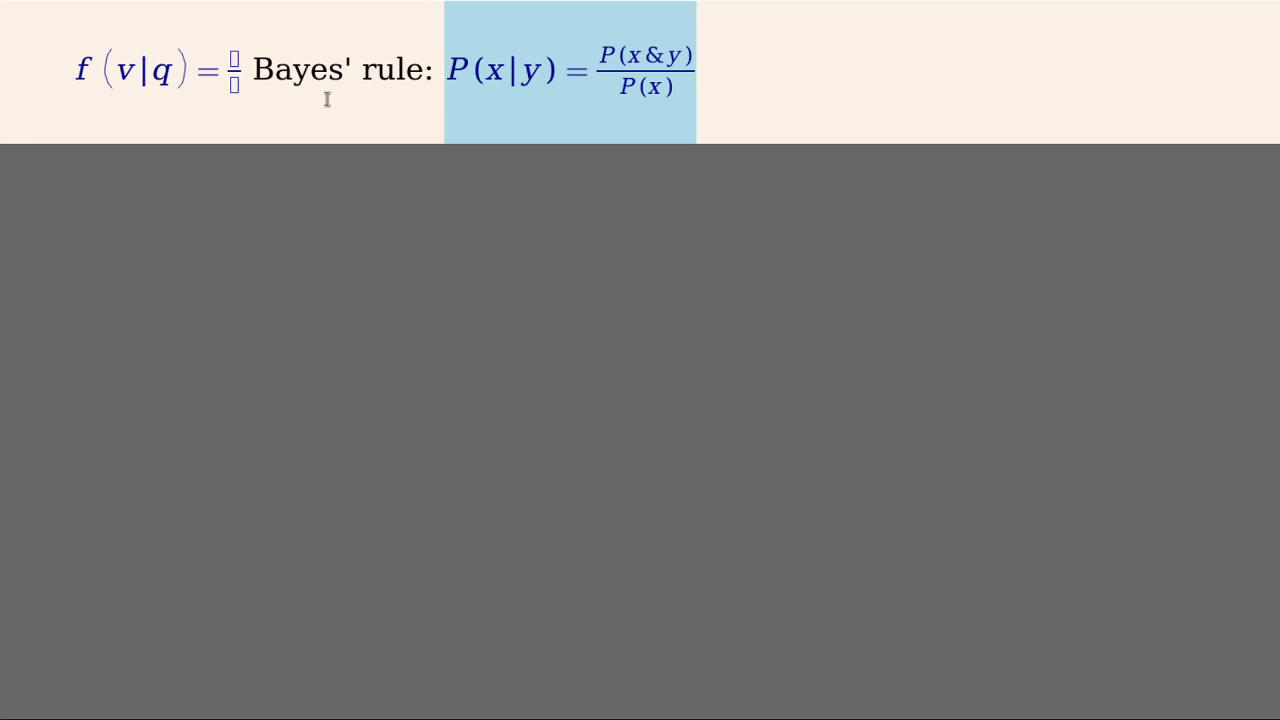 f (v|q) = ▯/▯ Bayes' rule: P(x|y) = P(x&y)/P(x)